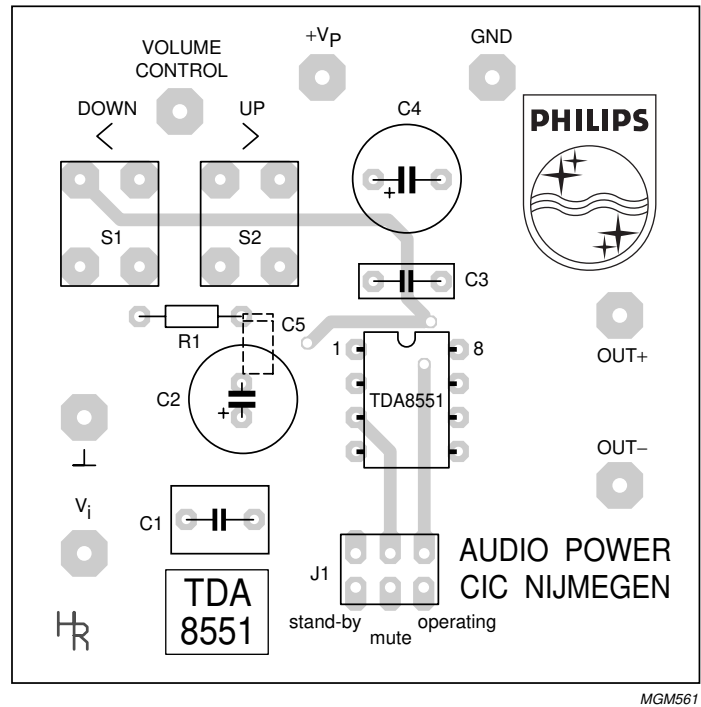 +VP
GND
VOLUME
CONTROL
DOWN
UP
C4
PHILIPS
+
S1
S2
C3
R1
C5
1
8
OUT+
C2
+
TDA8551
OUT−
⊥
Vi
C1
J1
AUDIO POWER
CIC NIJMEGEN
TDA
8551
HR
stand-by
mute
operating
MGM561